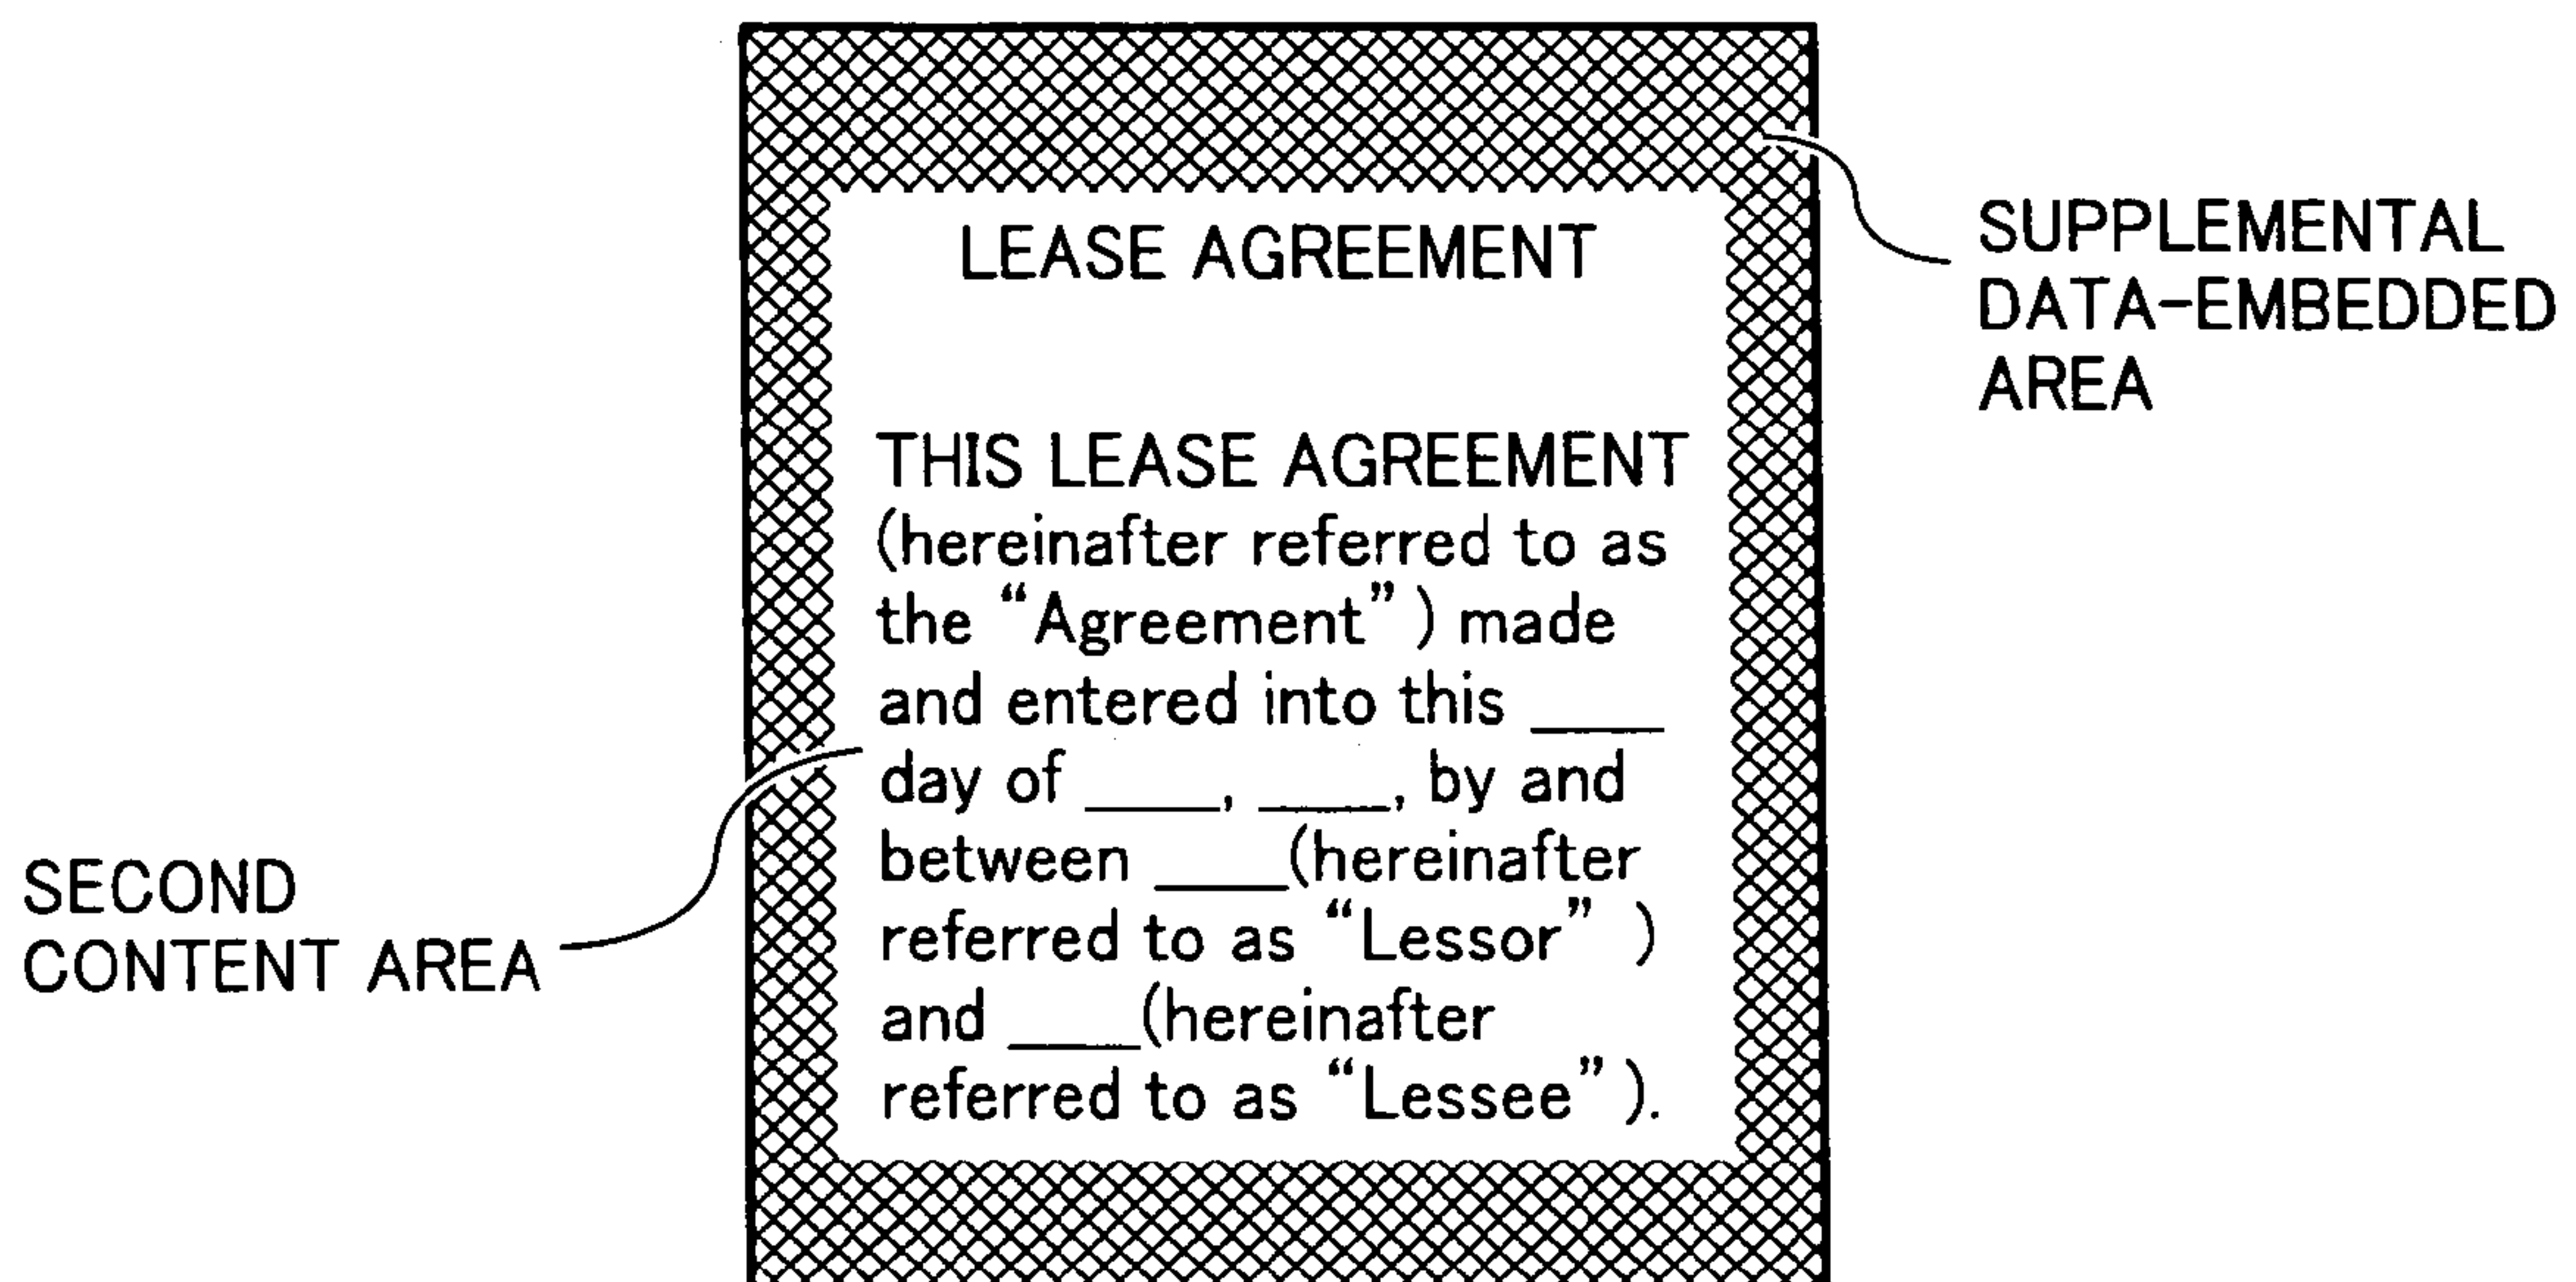 LEASE AGREEMENT
THIS LEASE AGREEMENT
(hereinafter referred to as
the “Agreement” ) made
and entered into this ____
day of ____, ____, by and
between ____(hereinafter
referred to as “Lessor” )
and ____(hereinafter
referred to as “Lessee” ).
SUPPLEMENTAL
DATA-EMBEDDED
AREA
SECOND
CONTENT AREA